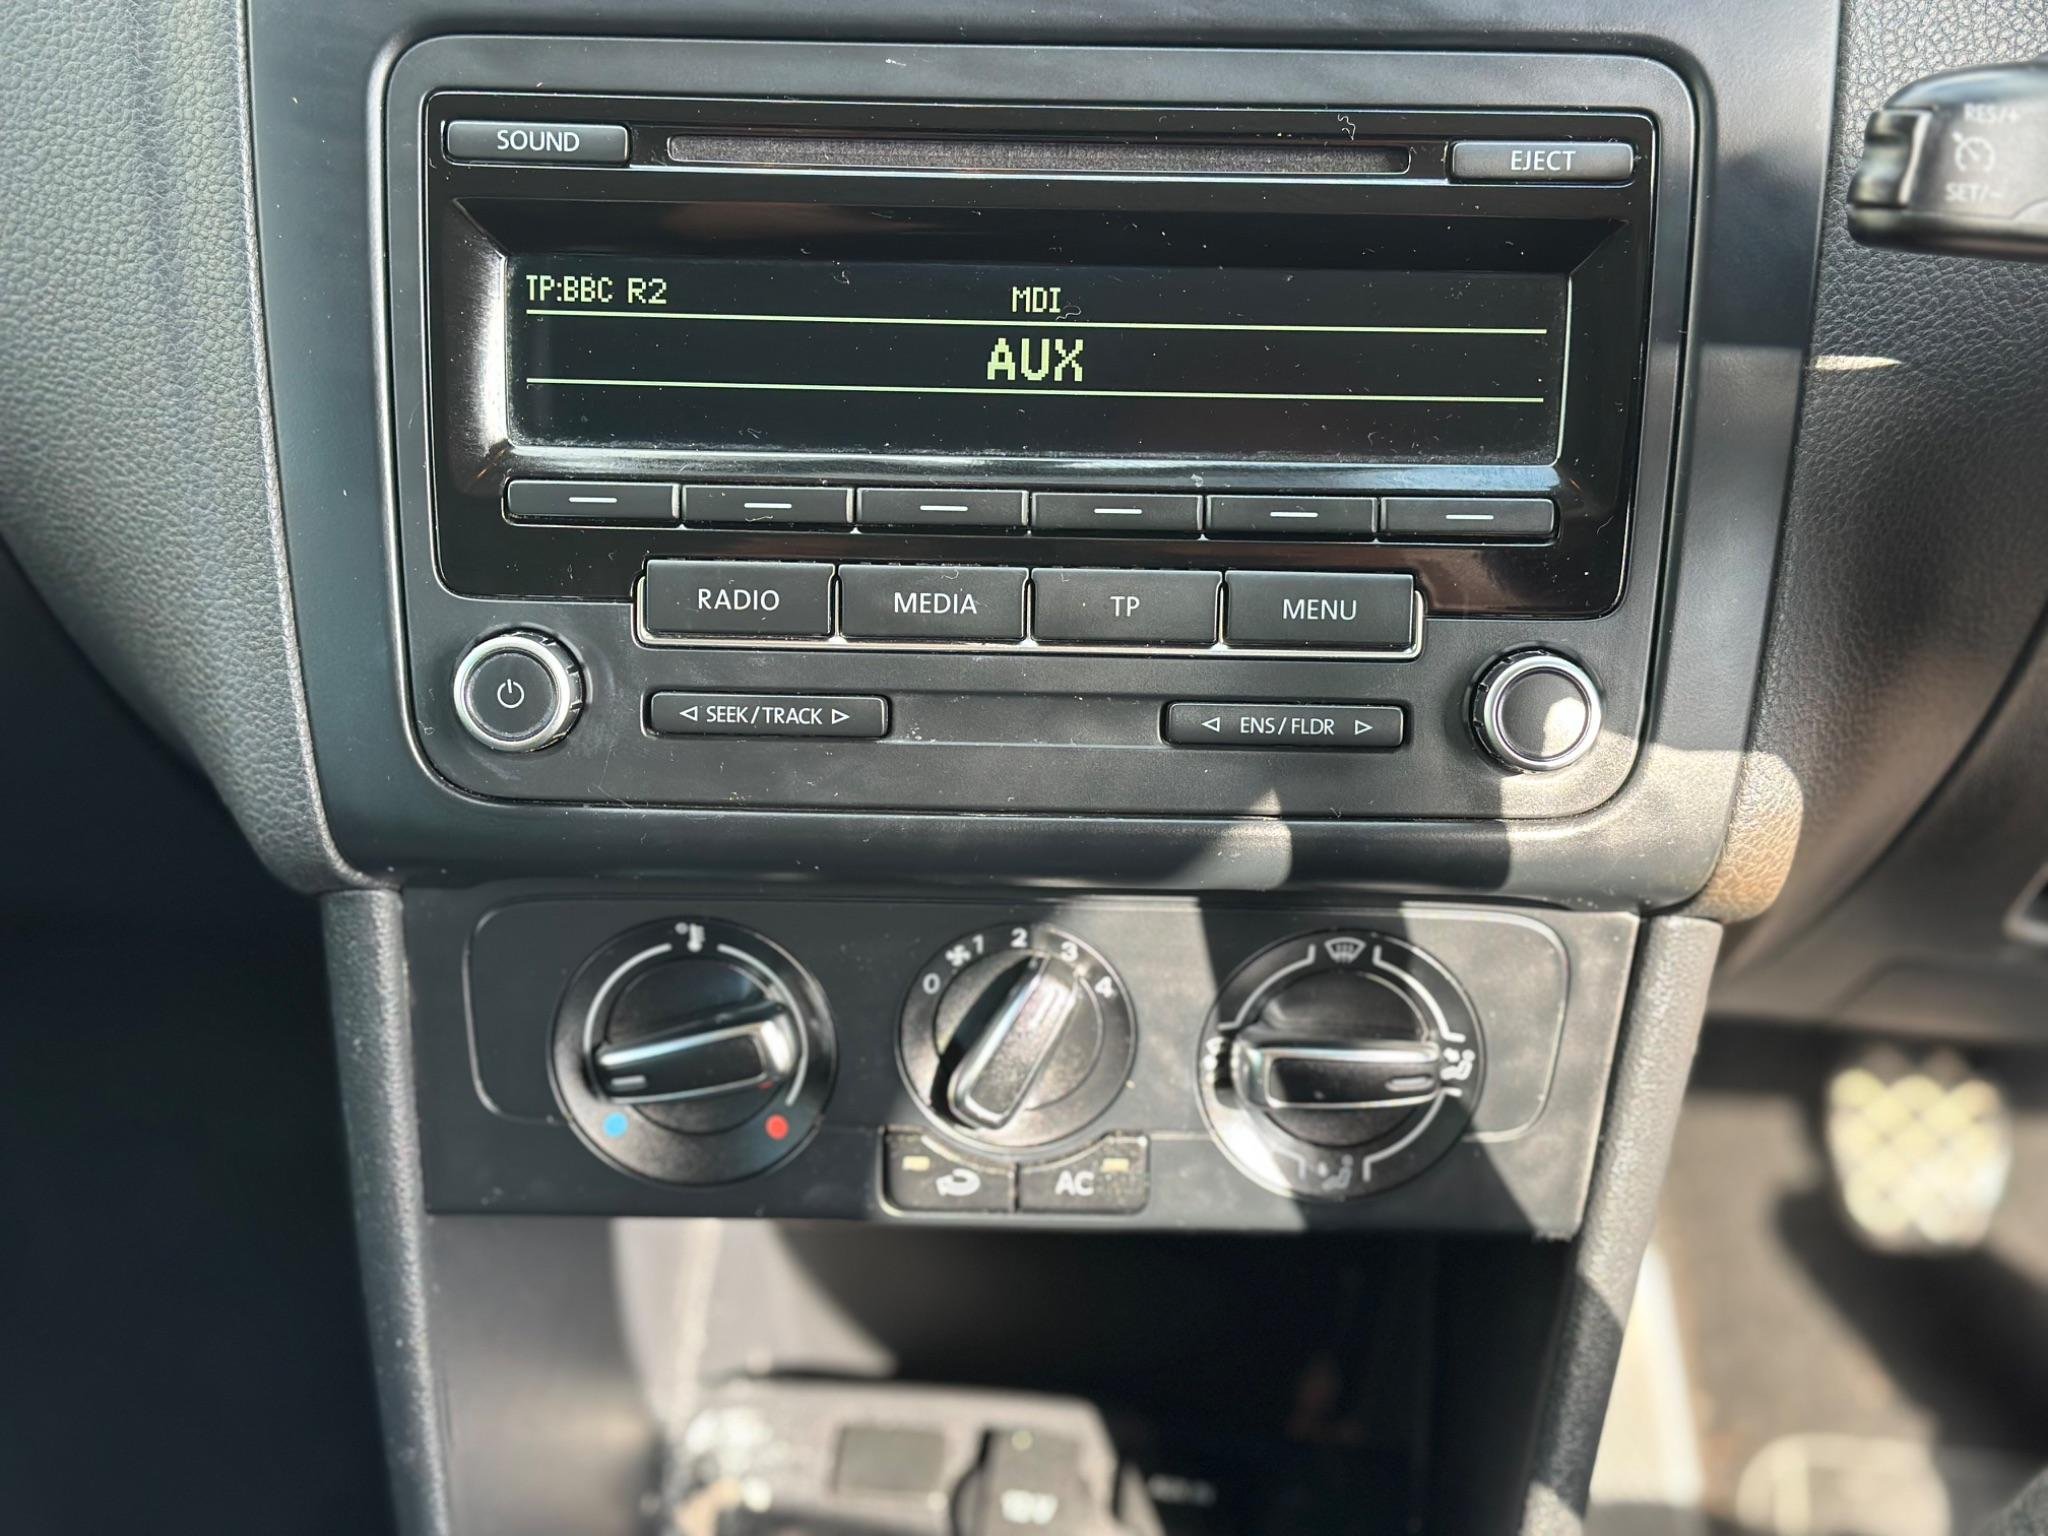 SOUND
EJECT
RES/+
SET/-
TP:BBC R2
MDI
AUX
RADIO
MEDIA
TP
MENU
SEEK/TRACK
ENS/FLDR
0
1
2
3
4
AC
12V